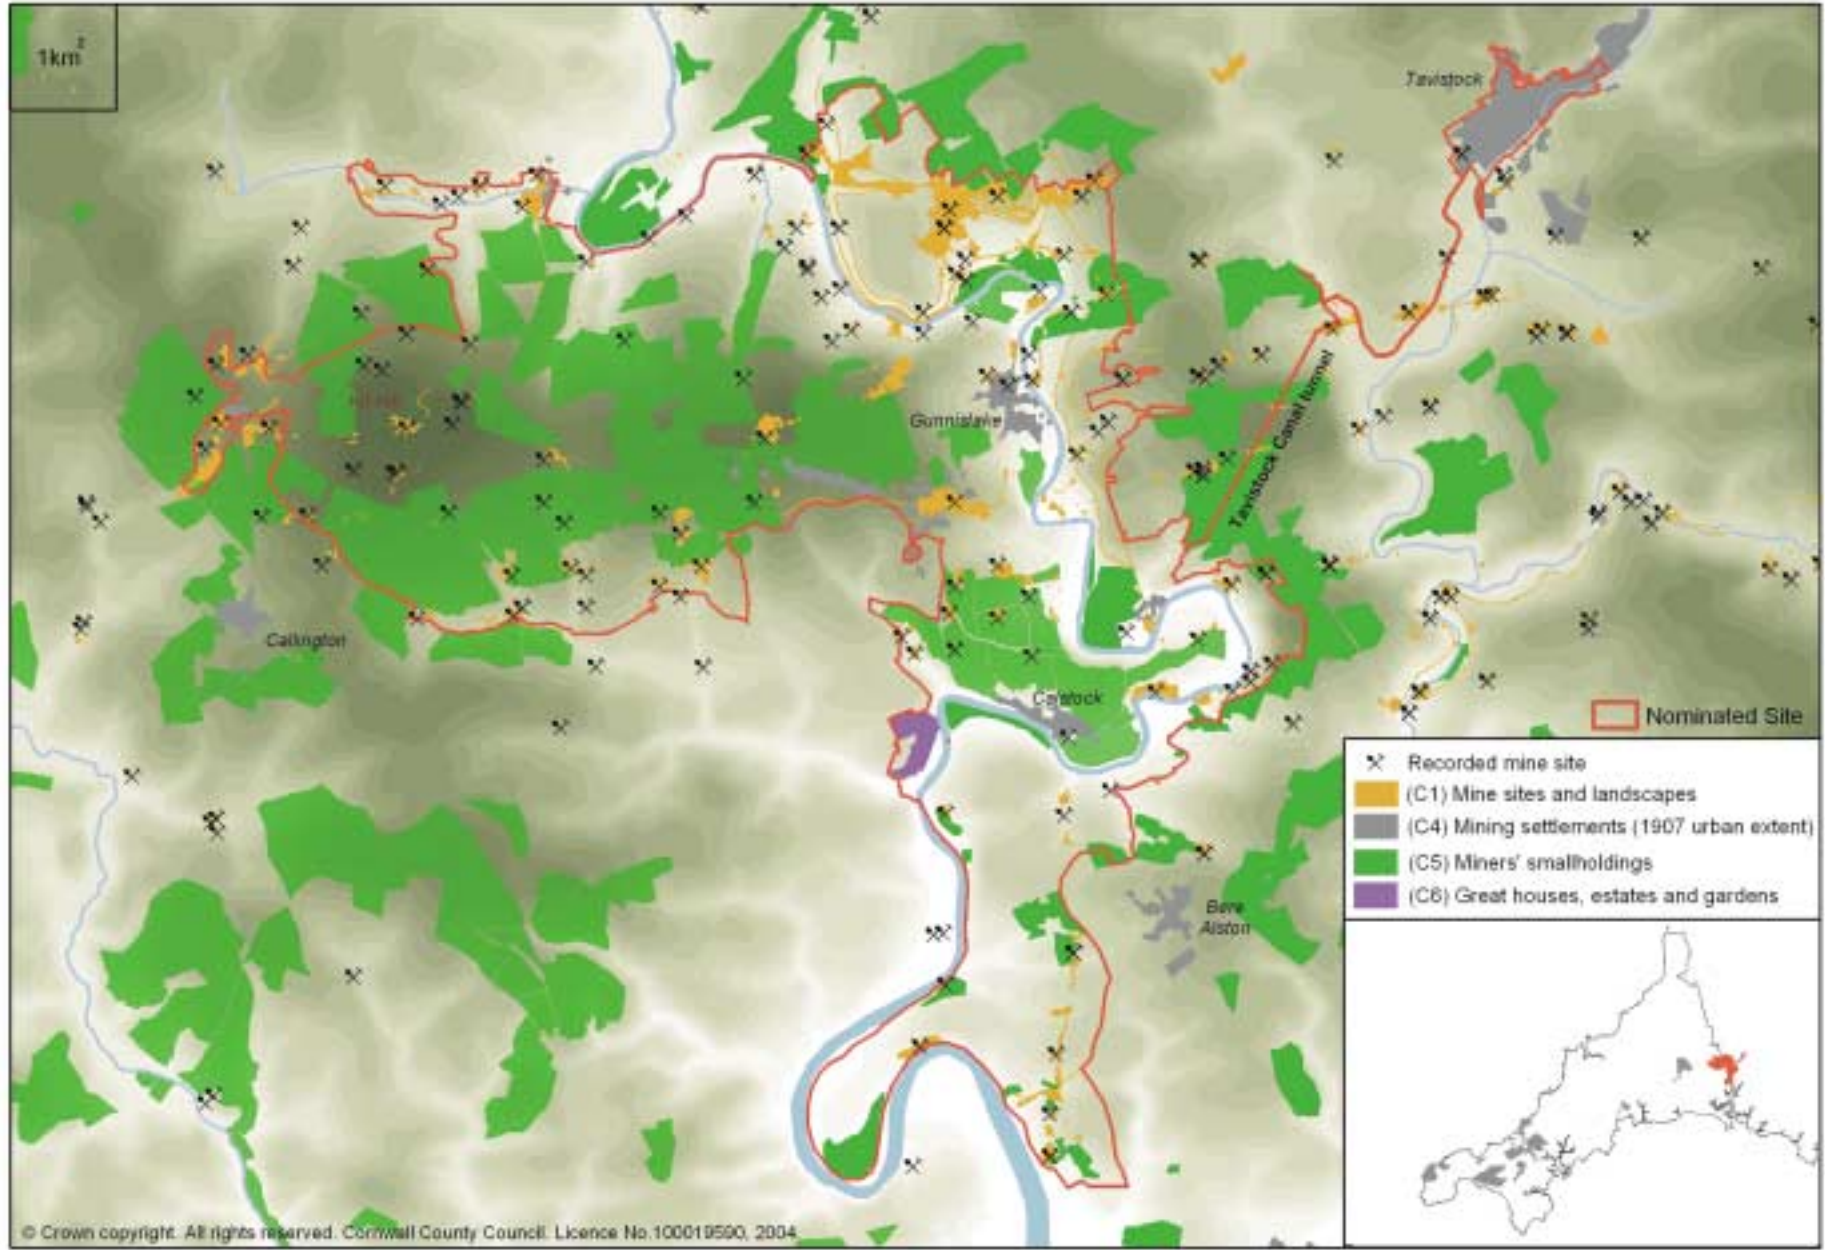 1km²
Tavistock
Gunnislake
Tavistock Canal tunnel
Callington
Calstock
Nominated Site
Recorded mine site
(C1) Mine sites and landscapes
(C4) Mining settlements (1907 urban extent)
(C5) Miners' smallholdings
(C6) Great houses, estates and gardens
Bere
Alston
© Crown copyright. All rights reserved. Cornwall County Council. Licence No.100019590, 2004